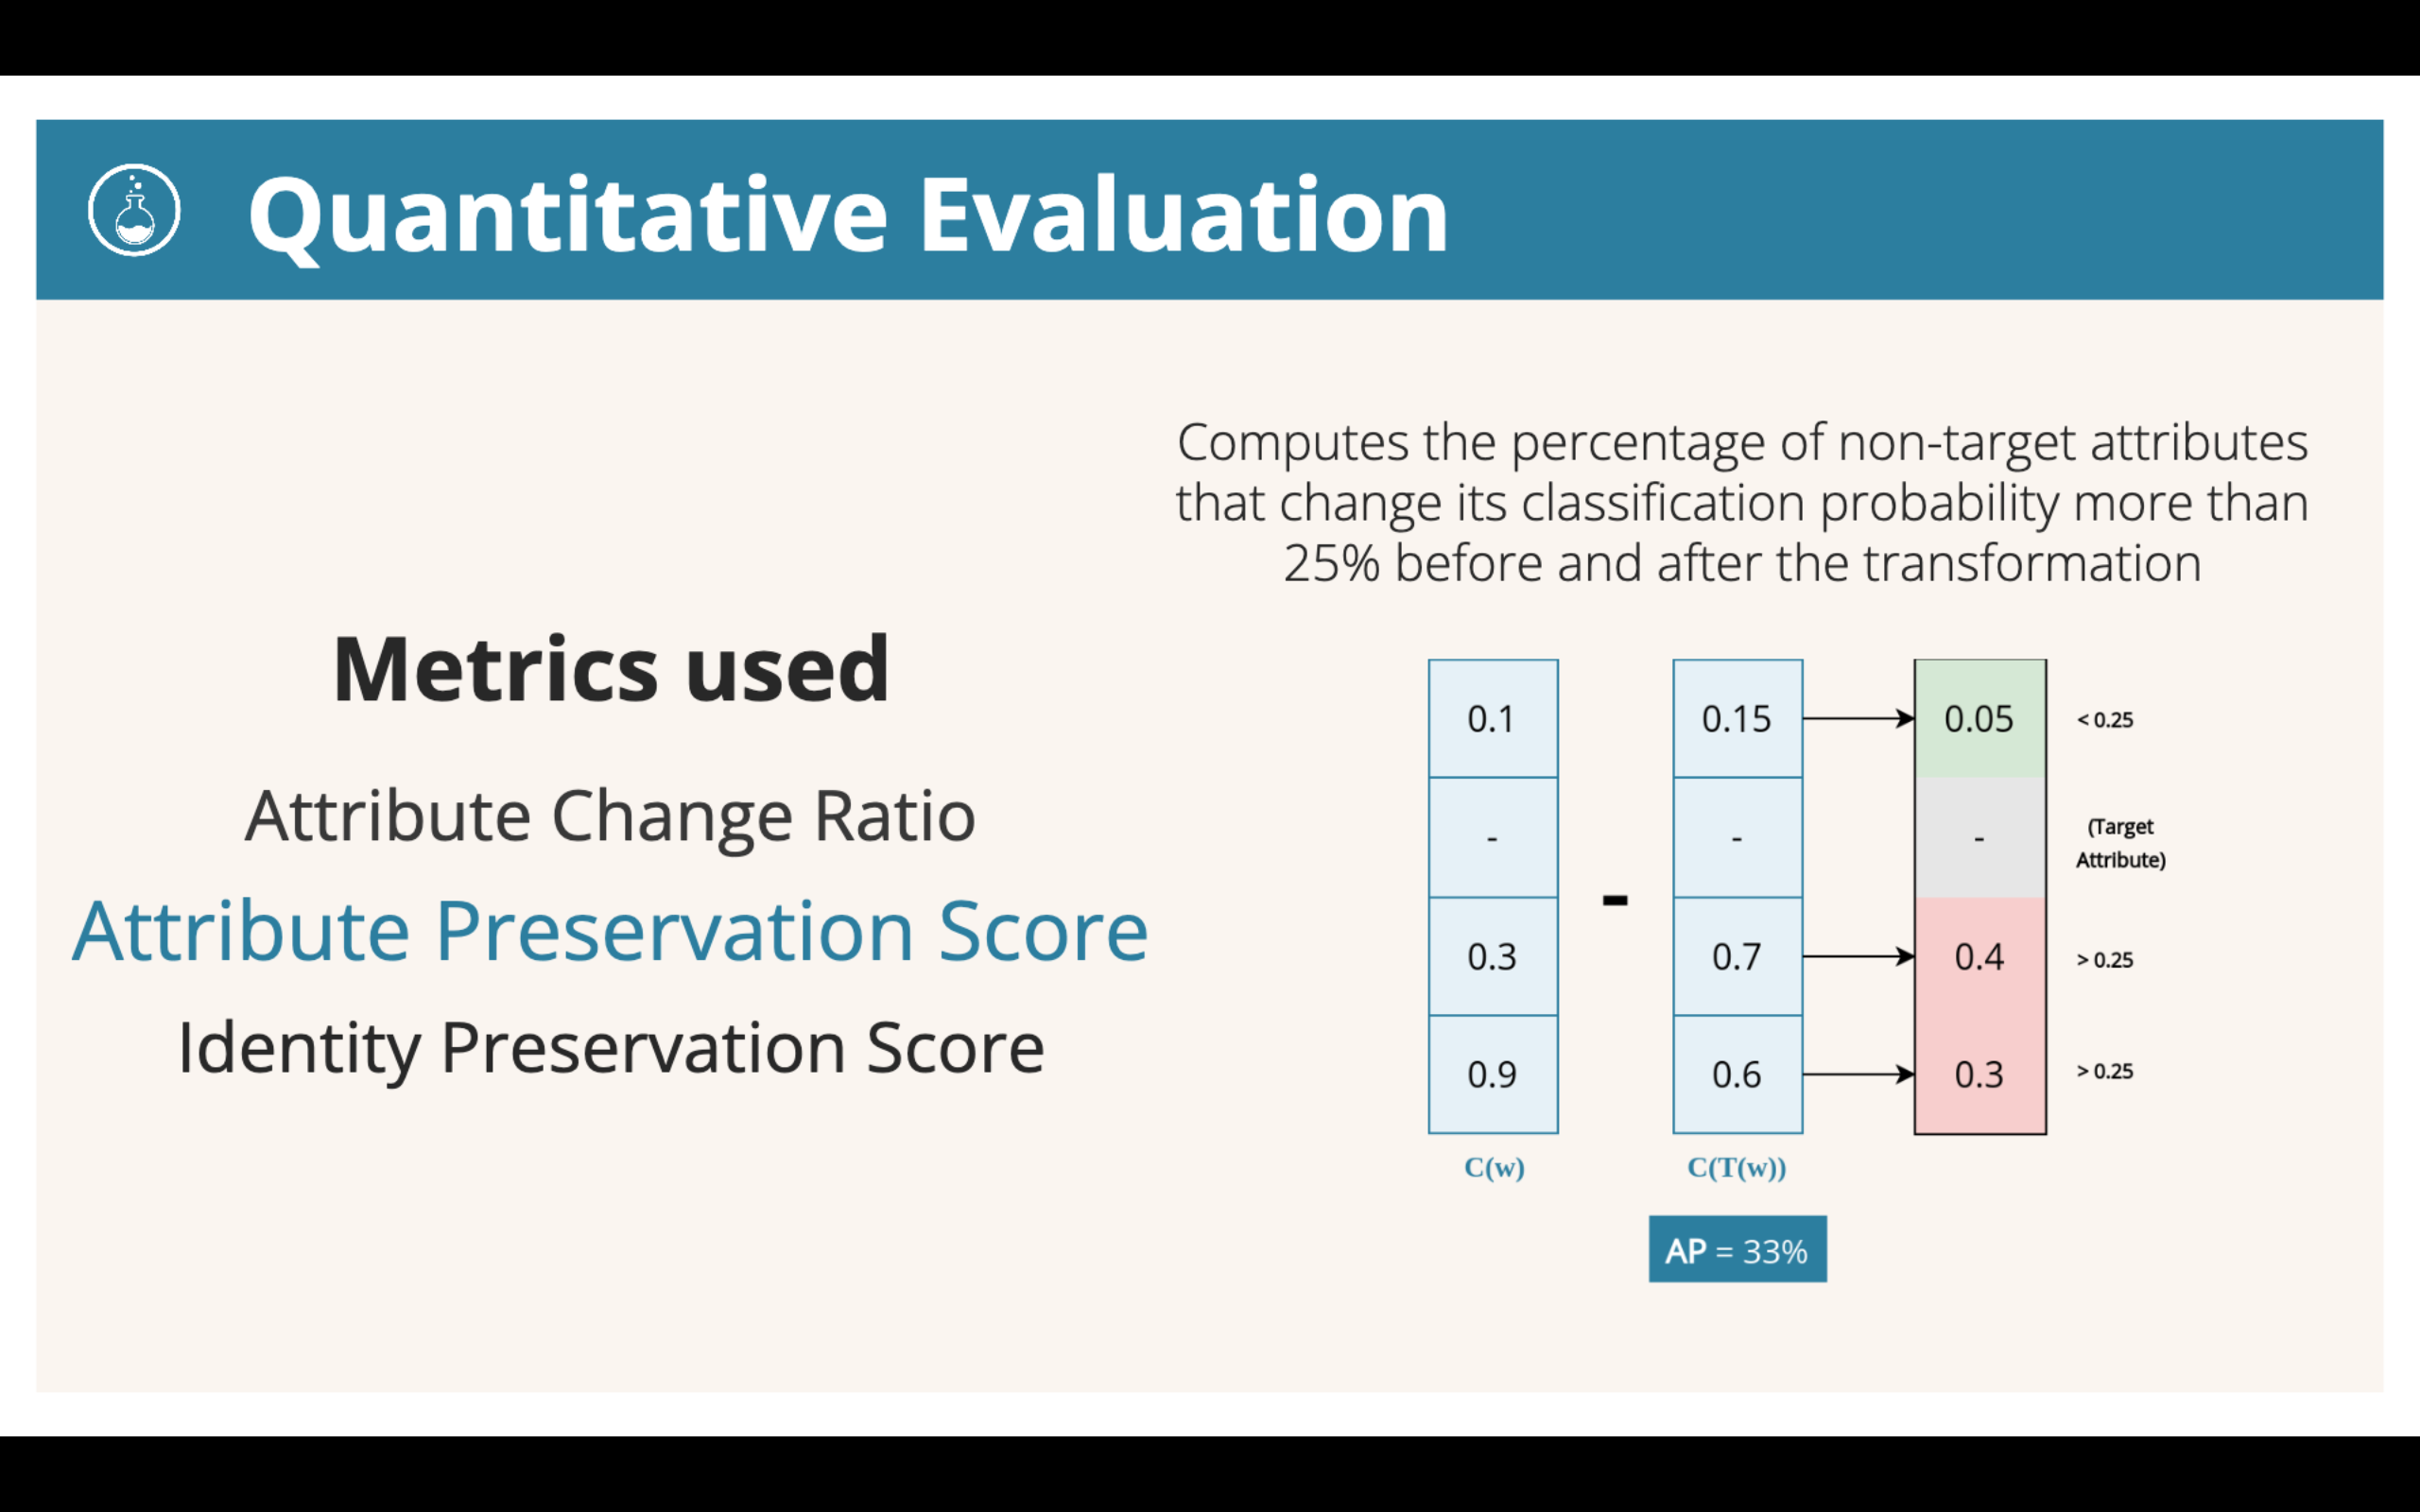 Quantitative Evaluation
Metrics used
Attribute Change Ratio
Attribute Preservation Score
Identity Preservation Score
Computes the percentage of non-target attributes
that change its classification probability more than
25% before and after the transformation
0.1 0.15 0.05 < 0.25
- - - (Target
Attribute)
-
0.3 0.7 0.4 > 0.25
0.9 0.6 0.3 > 0.25
C(w) C(T(w))
AP = 33%